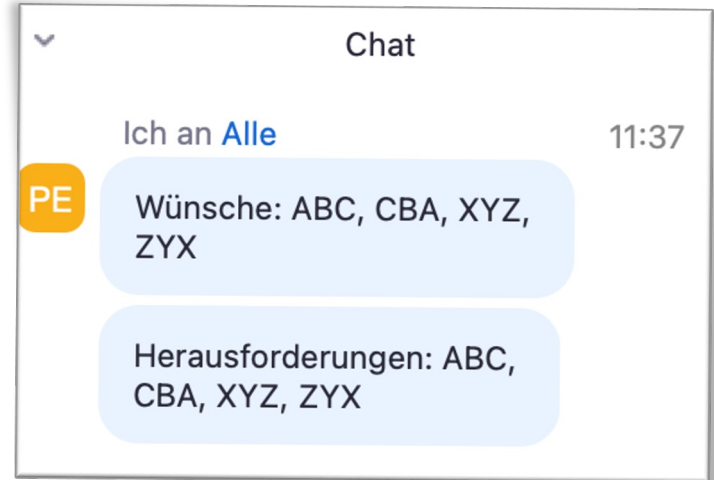 Chat
Ich an Alle 11:37
PE
Wünsche: ABC, CBA, XYZ,
ZYX
Herausforderungen: ABC,
CBA, XYZ, ZYX